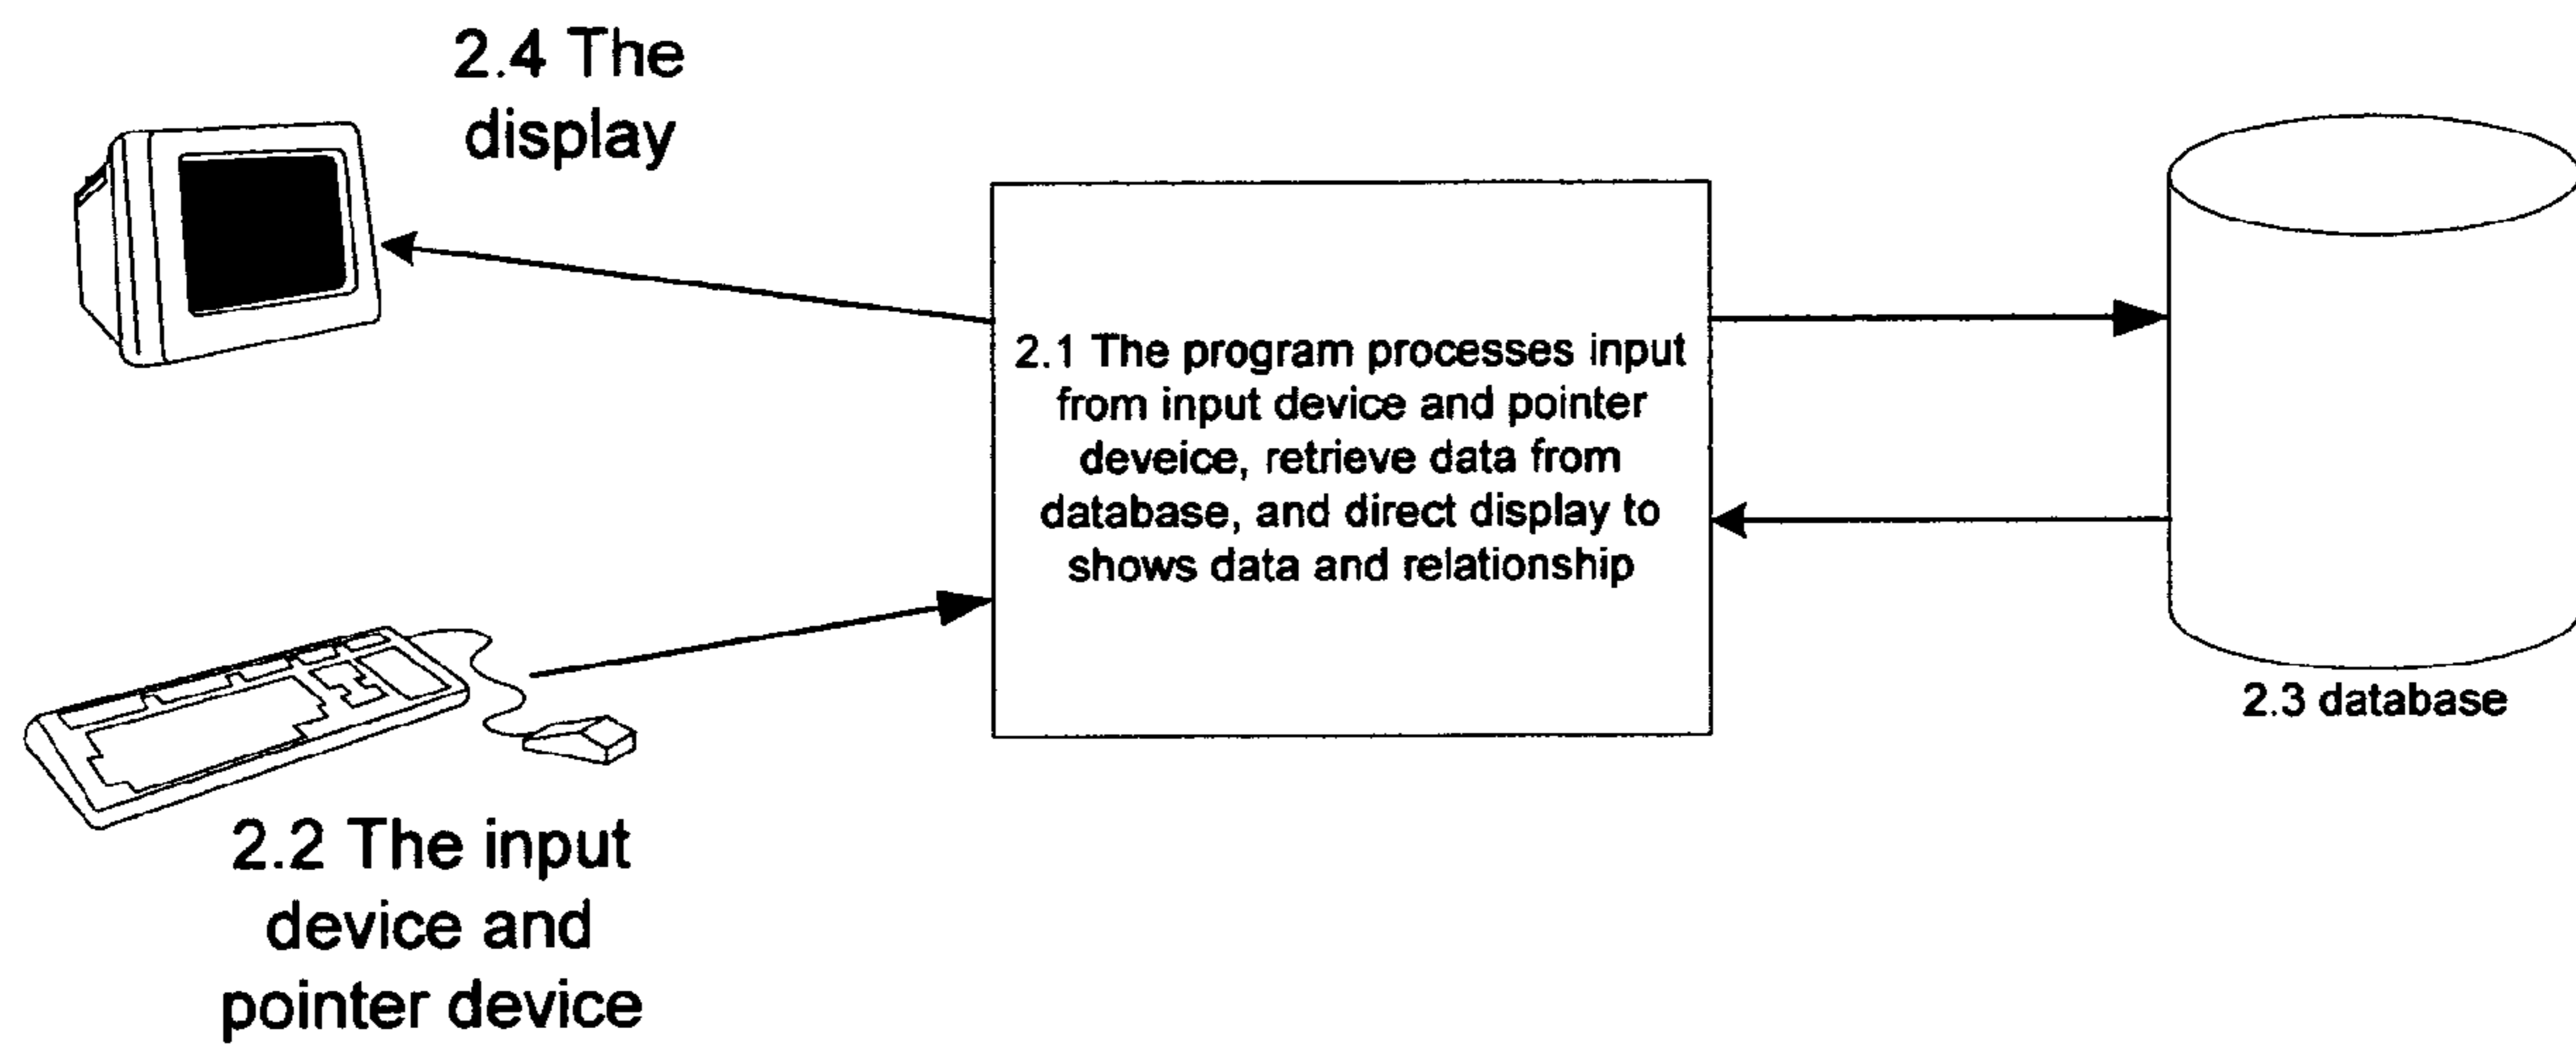 2.4 The
display
2.1 The program processes input
from input device and pointer
deveice, retrieve data from
database, and direct display to
shows data and relationship
2.3 database
2.2 The input
device and
pointer device